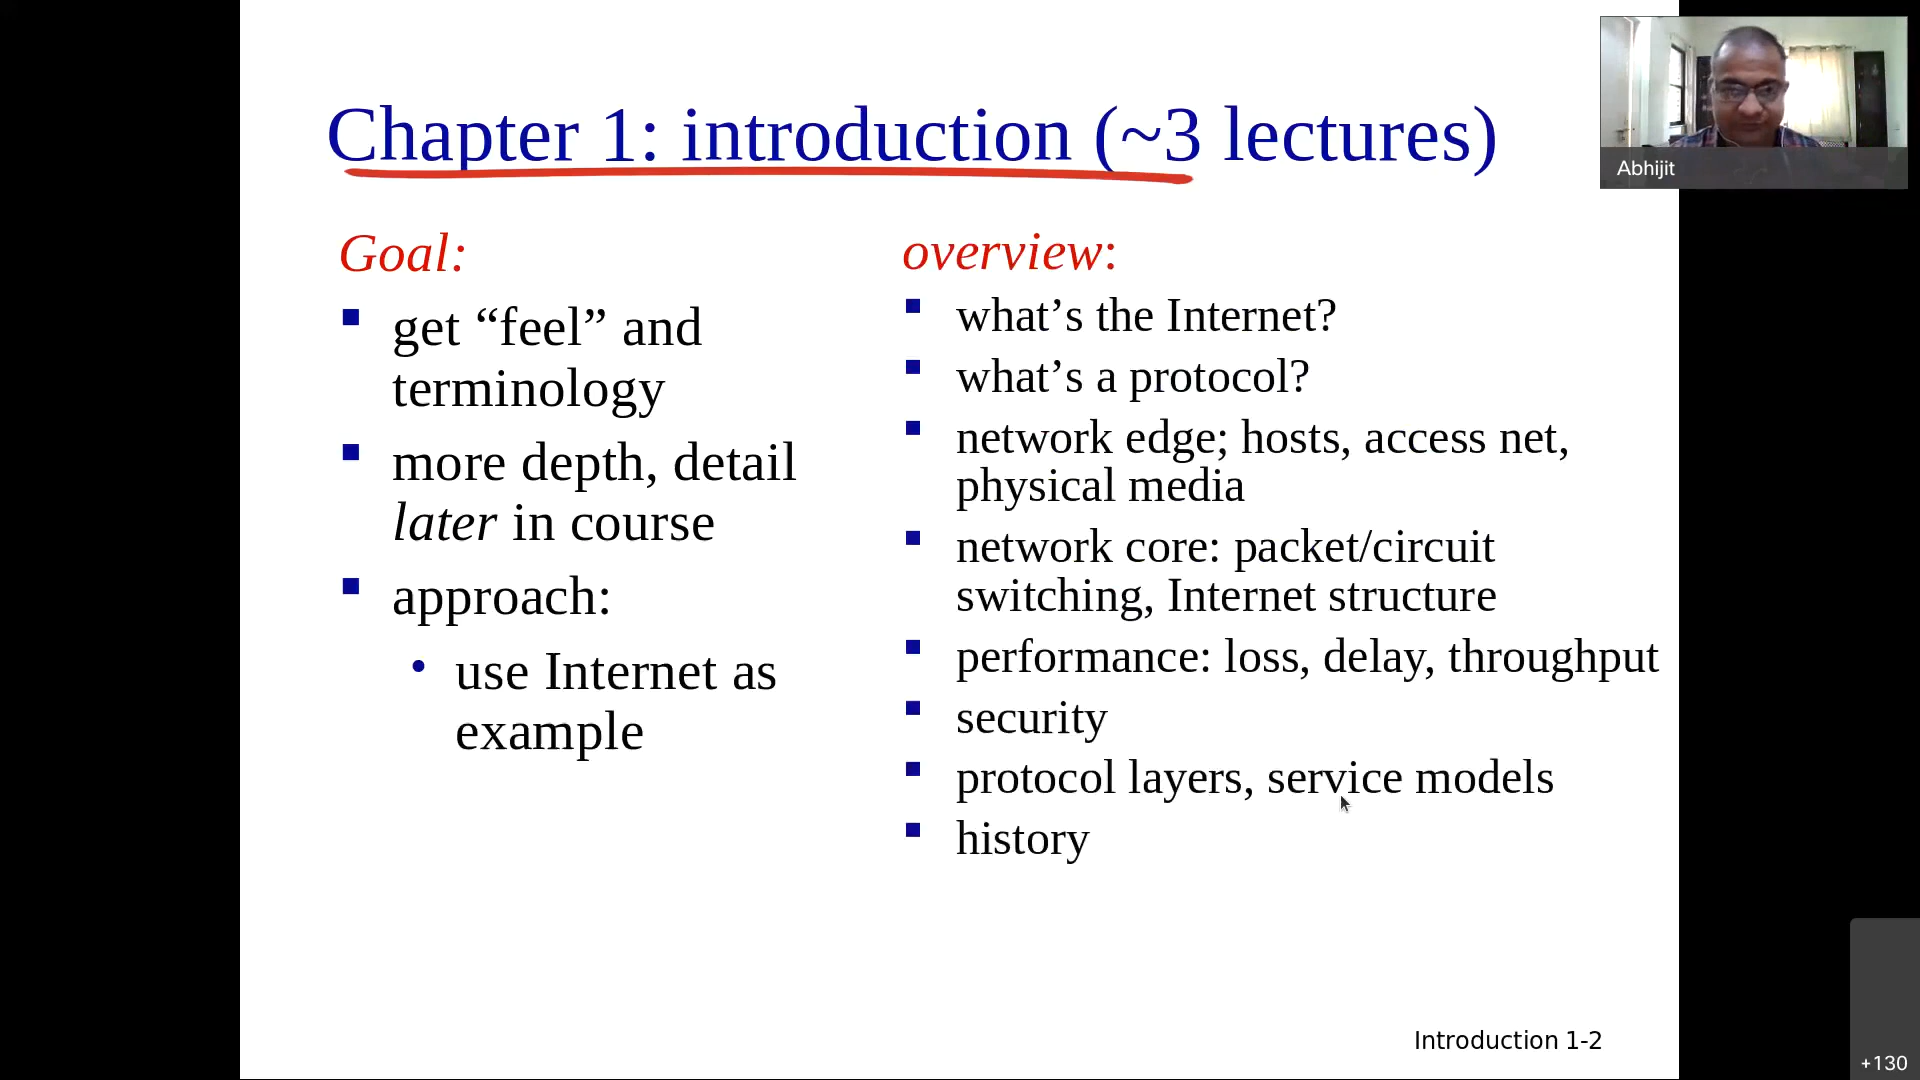 Chapter 1: introduction (~3 lectures)
Goal:
get “feel” and
terminology
more depth, detail
later in course
approach:
use Internet as
example
overview:
what’s the Internet?
what’s a protocol?
network edge; hosts, access net,
physical media
network core: packet/circuit
switching, Internet structure
performance: loss, delay, throughput
security
protocol layers, service models
history
Introduction 1-2
Abhijit
+130